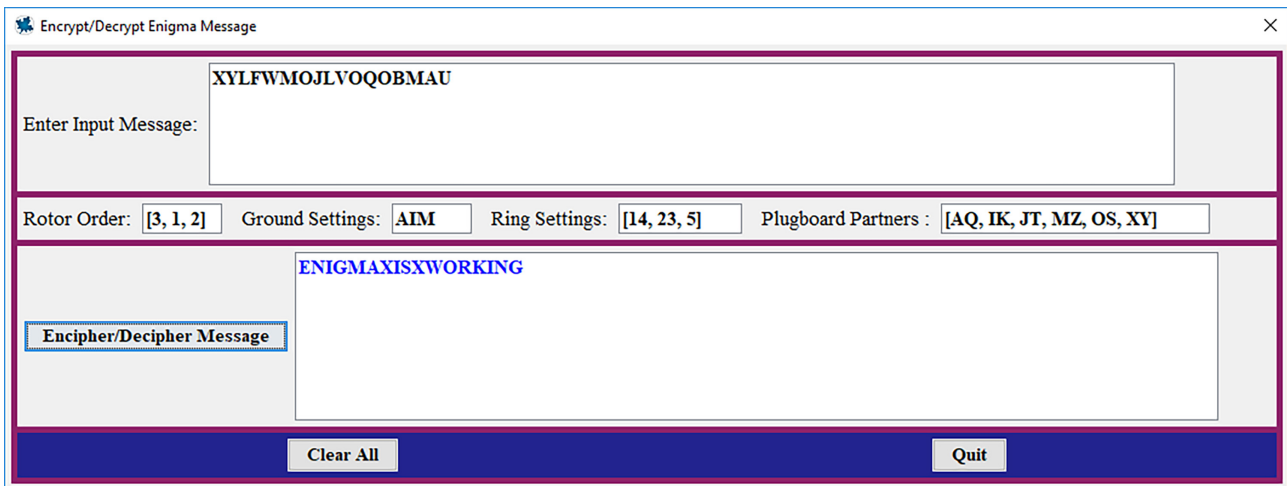 Encrypt/Decrypt Enigma Message
Enter Input Message: XYLFWMOJLVOQOBMAU
Rotor Order: [3, 1, 2] Ground Settings: AIM Ring Settings: [14, 23, 5] Plugboard Partners : [AQ, IK, JT, MZ, OS, XY]
Encipher/Decipher Message ENIGMAXISXWORKING
Clear All Quit